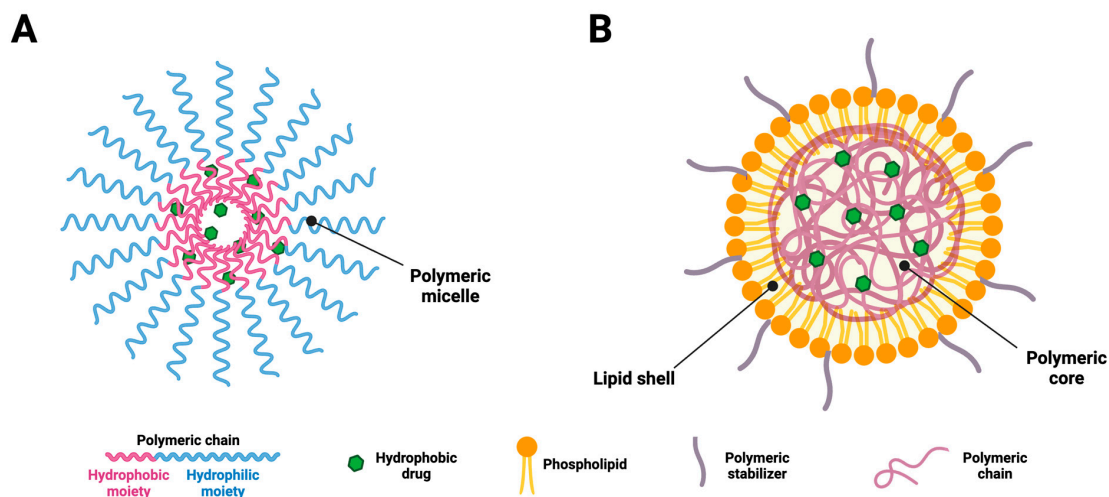 A
B
Polymeric
micelle
Lipid shell
Polymeric
core
Polymeric chain
Hydrophobic
moiety
Hydrophilic
moiety
Hydrophobic
drug
Phospholipid
Polymeric
stabilizer
Polymeric
chain